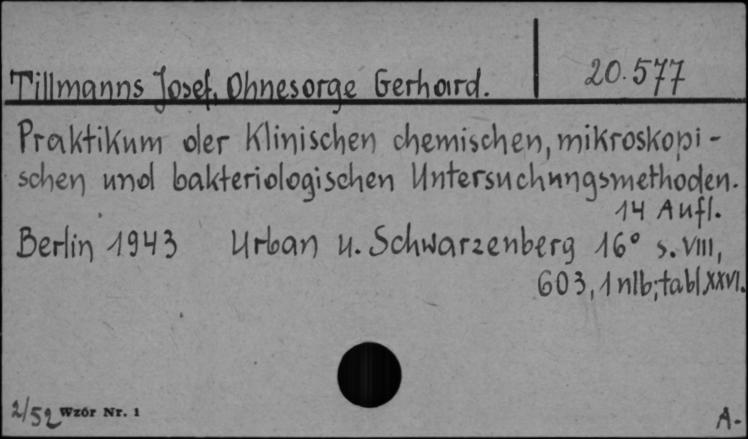 Tillmanns Josef, Ohnesorge Gerhard.
20.577
Praktikum der Klinischen chemischen, mikroskopi-
schen und bakteriologischen Untersuchungsmethoden.
14 Aufl.
Berlin 1943 Urban u. Schwarzenberg 16° s. VIII,
603, 1 nlb; tabl. XXVI.
2/52 Wzór Nr. 1
A-